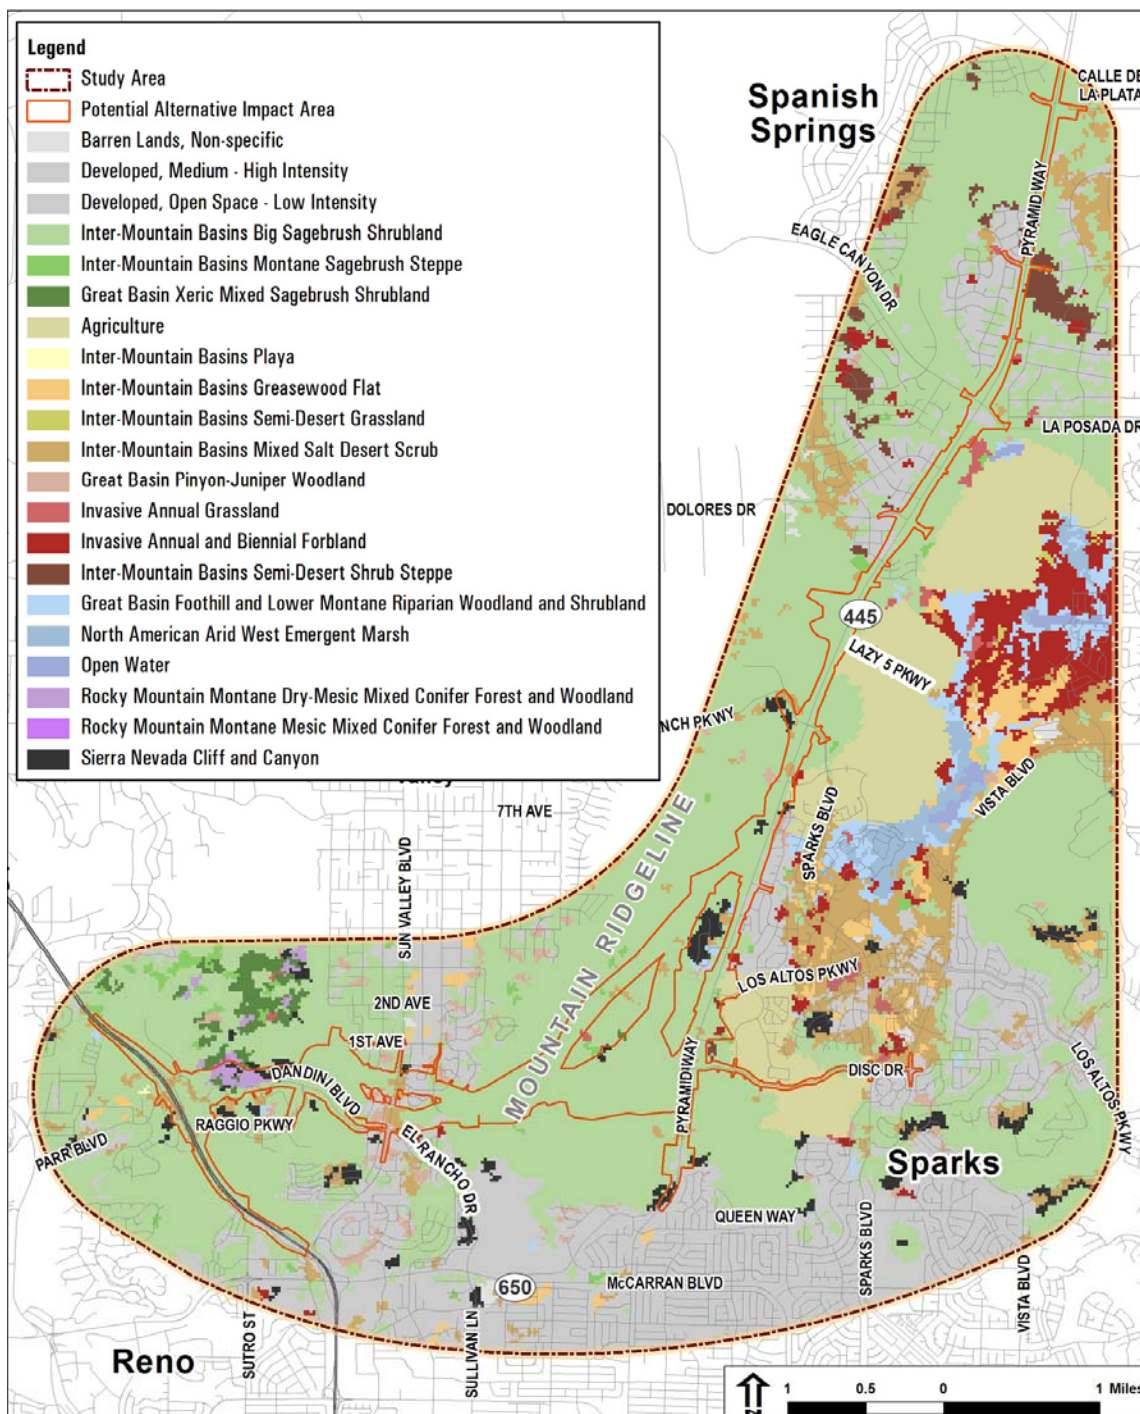 Legend
Study Area
Potential Alternative Impact Area
Barren Lands, Non-specific
Developed, Medium - High Intensity
Developed, Open Space - Low Intensity
Inter-Mountain Basins Big Sagebrush Shrubland
Inter-Mountain Basins Montane Sagebrush Steppe
Great Basin Xeric Mixed Sagebrush Shrubland
Agriculture
Inter-Mountain Basins Playa
Inter-Mountain Basins Greasewood Flat
Inter-Mountain Basins Semi-Desert Grassland
Inter-Mountain Basins Mixed Salt Desert Scrub
Great Basin Pinyon-Juniper Woodland
Invasive Annual Grassland
Invasive Annual and Biennial Forbland
Inter-Mountain Basins Semi-Desert Shrub Steppe
Great Basin Foothill and Lower Montane Riparian Woodland and Shrubland
North American Arid West Emergent Marsh
Open Water
Rocky Mountain Montane Dry-Mesic Mixed Conifer Forest and Woodland
Rocky Mountain Montane Mesic Mixed Conifer Forest and Woodland
Sierra Nevada Cliff and Canyon
Spanish
Springs
CALLE DE
LA PLATA
PYRAMID WAY
EAGLE CANYON DR
LA POSADA DR
DOLORES DR
445
LAZY 5 PKWY
NCH PKWY
VISTA BLVD
SPARKS BLVD
7TH AVE
SUN VALLEY BLVD
MOUNTAIN RIDGELINE
LOS ALTOS PKWY
2ND AVE
1ST AVE
DANDINI BLVD
RAGGIO PKWY
PARR BLVD
EL RANCHO DR
PYRAMID WAY
DISC DR
LOS ALTOS PKWY
Sparks
QUEEN WAY
SPARKS BLVD
McCARRAN BLVD
650
VISTA BLVD
SUTRO ST
SULLIVAN LN
Reno
1 0.5 0 1 Miles